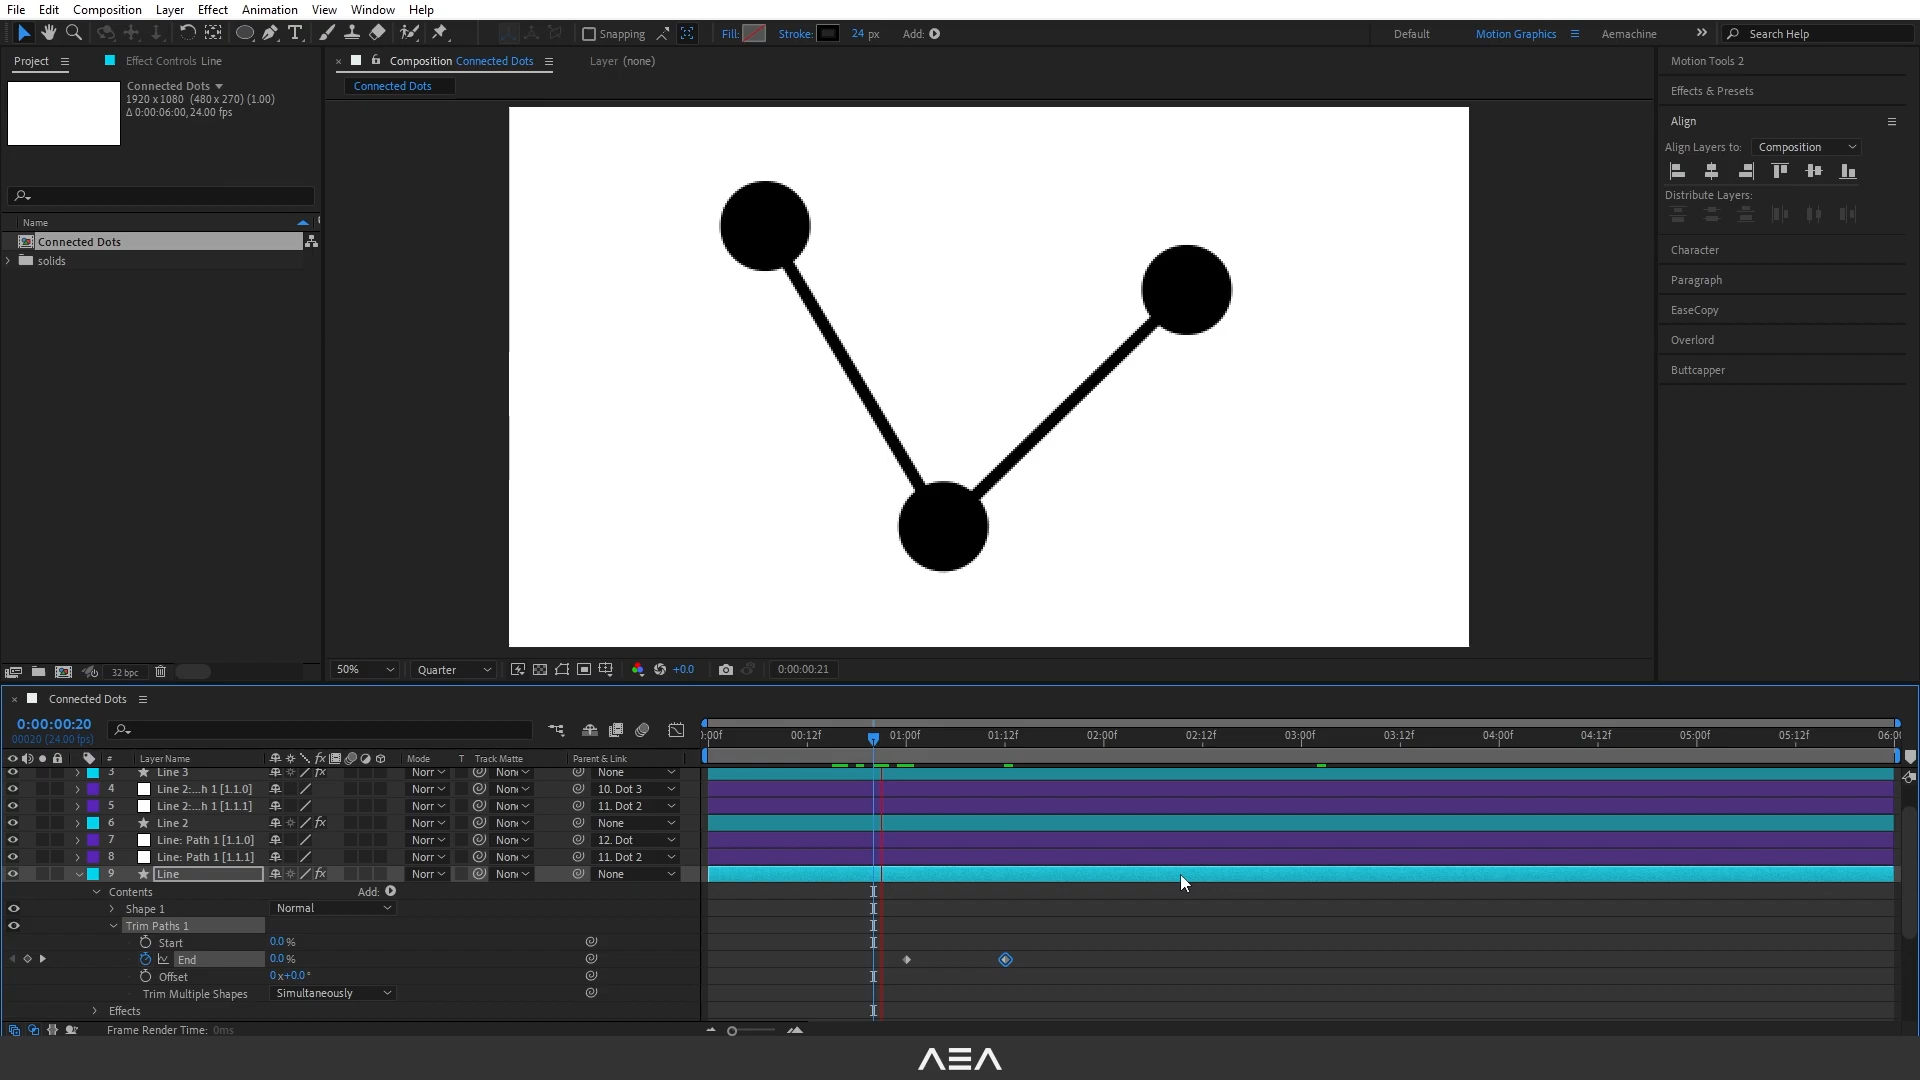 File Edit Composition Layer Effect Animation View Window Help
Snapping Fill: Stroke: 24 px Add: Default Motion Graphics Aemachine Search Help
Project Effect Controls Line Composition Connected Dots Layer (none) Motion Tools 2
Connected Dots
1920 x 1080 (480 x 270) (1.00)
Δ 0:00:06:00, 24.00 fps
Connected Dots
Effects & Presets
Align
Align Layers to: Composition
Distribute Layers:
Name
Connected Dots
solids
Character
Paragraph
EaseCopy
Overlord
Buttcapper
32 bpc
50% Quarter +0.0 0:00:00:21
Connected Dots
0:00:00:20
00020 (24.00 fps)
:00f 00:12f 01:00f 01:12f 02:00f 02:12f 03:00f 03:12f 04:00f 04:12f 05:00f 05:12f 06:00
# Layer Name Mode T Track Matte Parent & Link
3 Line 3 Norr None None
4 Line 2:...h 1 [1.1.0] Norr None 10. Dot 3
5 Line 2:...h 1 [1.1.1] Norr None 11. Dot 2
6 Line 2 Norr None None
7 Line: Path 1 [1.1.0] Norr None 12. Dot
8 Line: Path 1 [1.1.1] Norr None 11. Dot 2
9 Line Norr None None
Contents Add:
Shape 1 Normal
Trim Paths 1
Start 0.0 %
End 0.0 %
Offset 0 x+0.0 °
Trim Multiple Shapes Simultaneously
Effects
Frame Render Time: 0ms
AEA